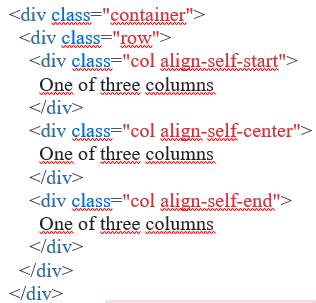 <div class="container">
<div class="row">
<div class="col align-self-start">
One of three columns
</div>
<div class="col align-self-center">
One of three columns
</div>
<div class="col align-self-end">
One of three columns
</div>
</div>
</div>